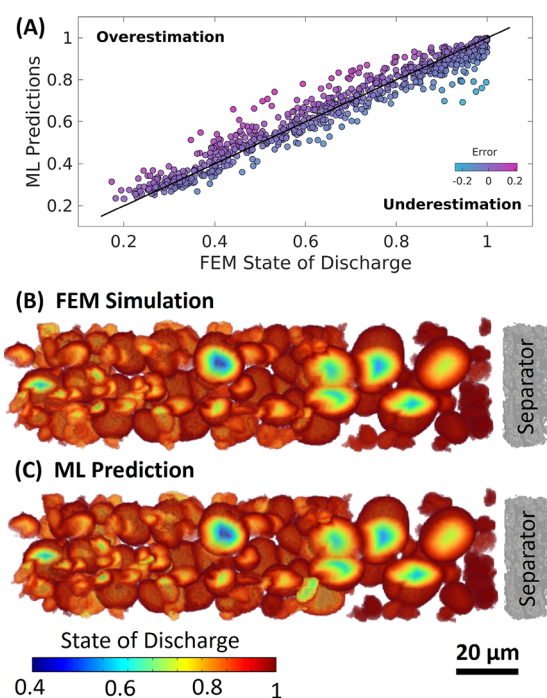 (A)
Overestimation
ML Predictions
1
0.8
0.6
0.4
0.2
Error
-0.2 0 0.2
Underestimation
0.2 0.4 0.6 0.8 1
FEM State of Discharge
(B) FEM Simulation
Separator
(C) ML Prediction
Separator
State of Discharge
0.4 0.6 0.8 1
20 μm